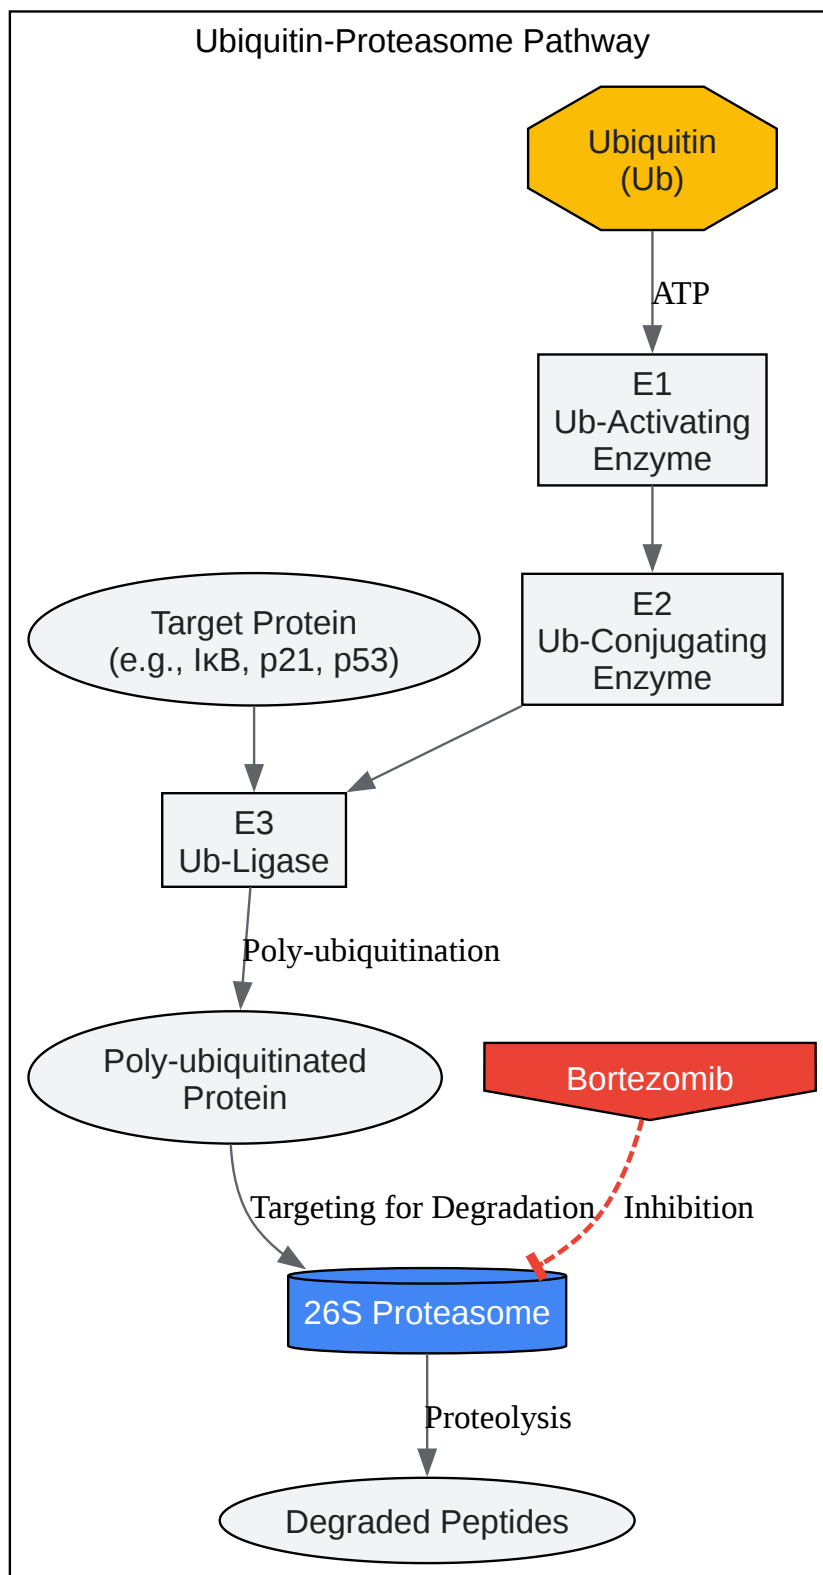 Ubiquitin-Proteasome Pathway
Ubiquitin
(Ub)
ATP
E1
Ub-Activating
Enzyme
E2
Ub-Conjugating
Enzyme
Target Protein
(e.g., IκB, p21, p53)
E3
Ub-Ligase
Poly-ubiquitination
Poly-ubiquitinated
Protein
Bortezomib
Targeting for Degradation
Inhibition
26S Proteasome
Proteolysis
Degraded Peptides